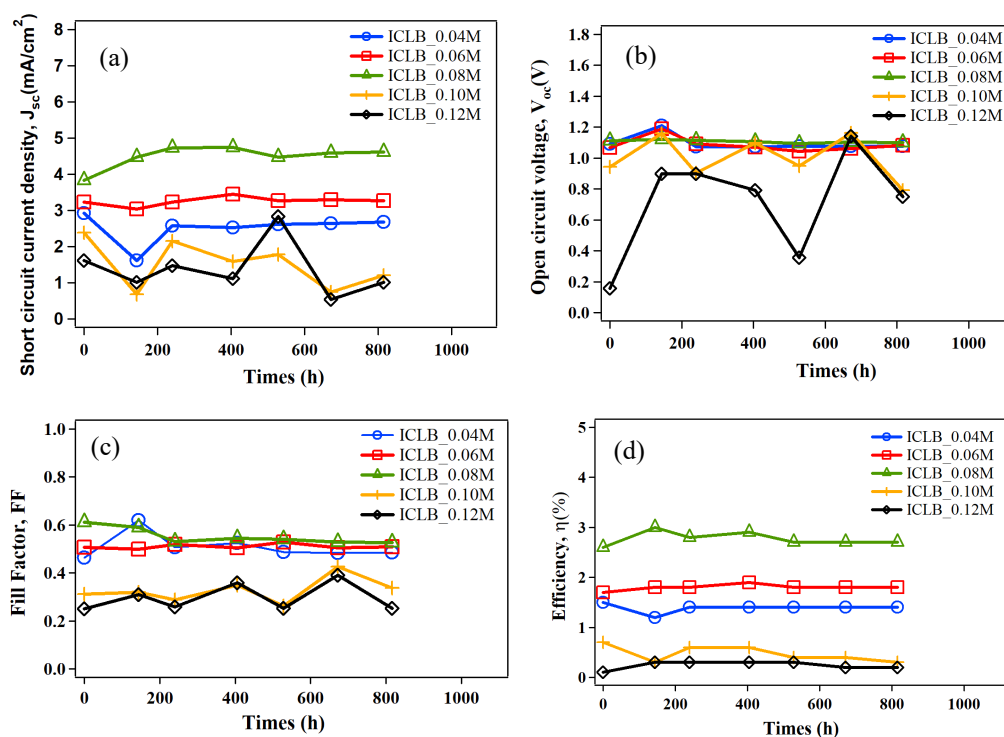 (a)
ICLB_0.04M
ICLB_0.06M
ICLB_0.08M
ICLB_0.10M
ICLB_0.12M
Short circuit current density, Jsc(mA/cm²)
8
7
6
5
4
3
2
1
0
0 200 400 600 800 1000
Times (h)
(b)
ICLB_0.04M
ICLB_0.06M
ICLB_0.08M
ICLB_0.10M
ICLB_0.12M
Open circuit voltage, Voc(V)
1.8
1.6
1.4
1.2
1.0
0.8
0.6
0.4
0.2
0.0
0 200 400 600 800 1000
Times (h)
(c)
ICLB_0.04M
ICLB_0.06M
ICLB_0.08M
ICLB_0.10M
ICLB_0.12M
Fill Factor, FF
1.0
0.8
0.6
0.4
0.2
0.0
0 200 400 600 800 1000
Times (h)
(d)
ICLB_0.04M
ICLB_0.06M
ICLB_0.08M
ICLB_0.10M
ICLB_0.12M
Efficiency, η(%)
5
4
3
2
1
0
0 200 400 600 800 1000
Times (h)